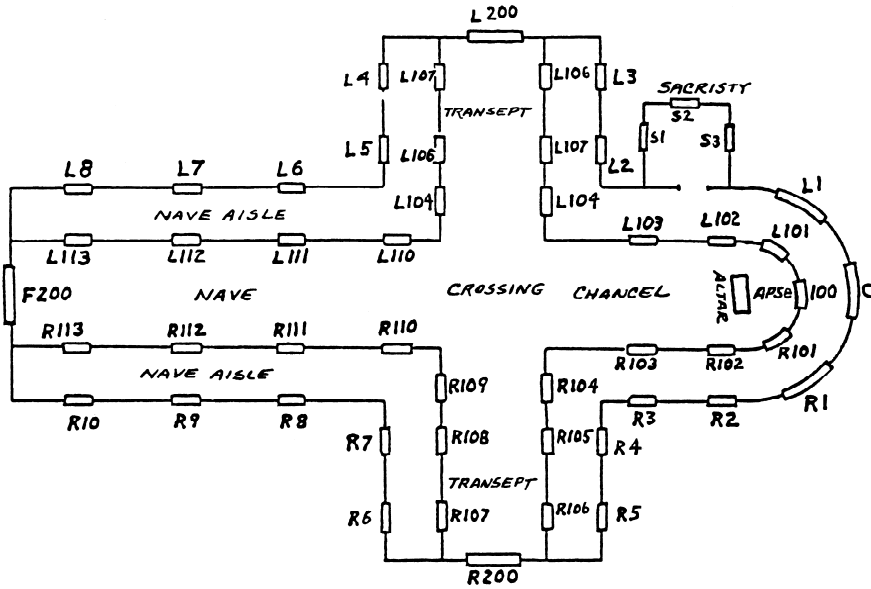 L 200
L4 L107 L106 L3
SACRISTY
S2
TRANSEPT
S1 S3
L5 L106 L107 L2
L8 L7 L6 L1
L104 L104
NAVE AISLE
L103 L102 L101
L113 L112 L111 L110
F200 NAVE CROSSING CHANCEL ALTAR APSE 100 0
R113 R112 R111 R110
R103 R102 R101
NAVE AISLE
R109 R104
R10 R9 R8 R3 R2 R1
R7 R108 R105 R4
TRANSEPT
R6 R107 R106 R5
R200